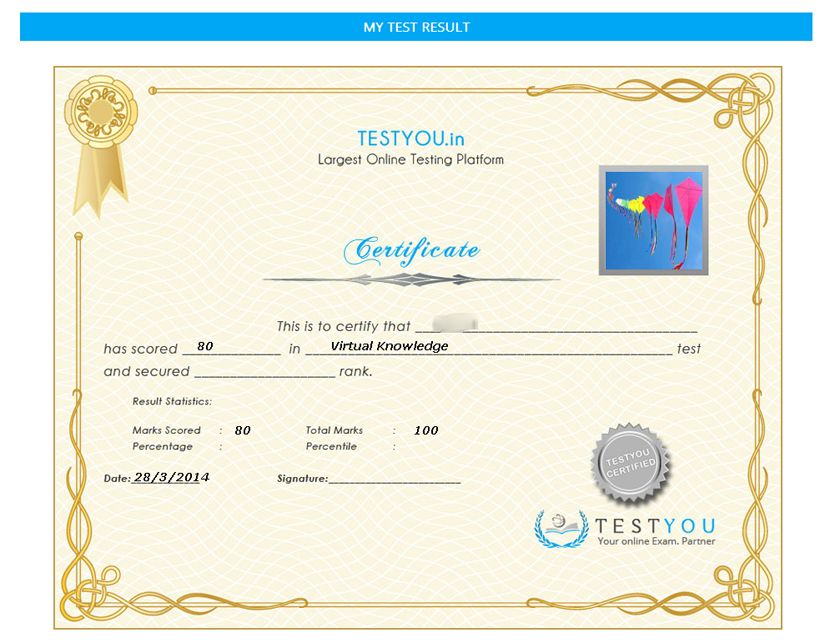 MY TEST RESULT
TESTYOU.in
Largest Online Testing Platform
Certificate
This is to certify that
has scored 80 in Virtual Knowledge test
and secured rank.
Result Statistics:
Marks Scored : 80 Total Marks : 100
Percentage : Percentile :
Date: 28/3/2014 Signature:
TESTYOU
CERTIFIED
TESTYOU
Your online Exam. Partner